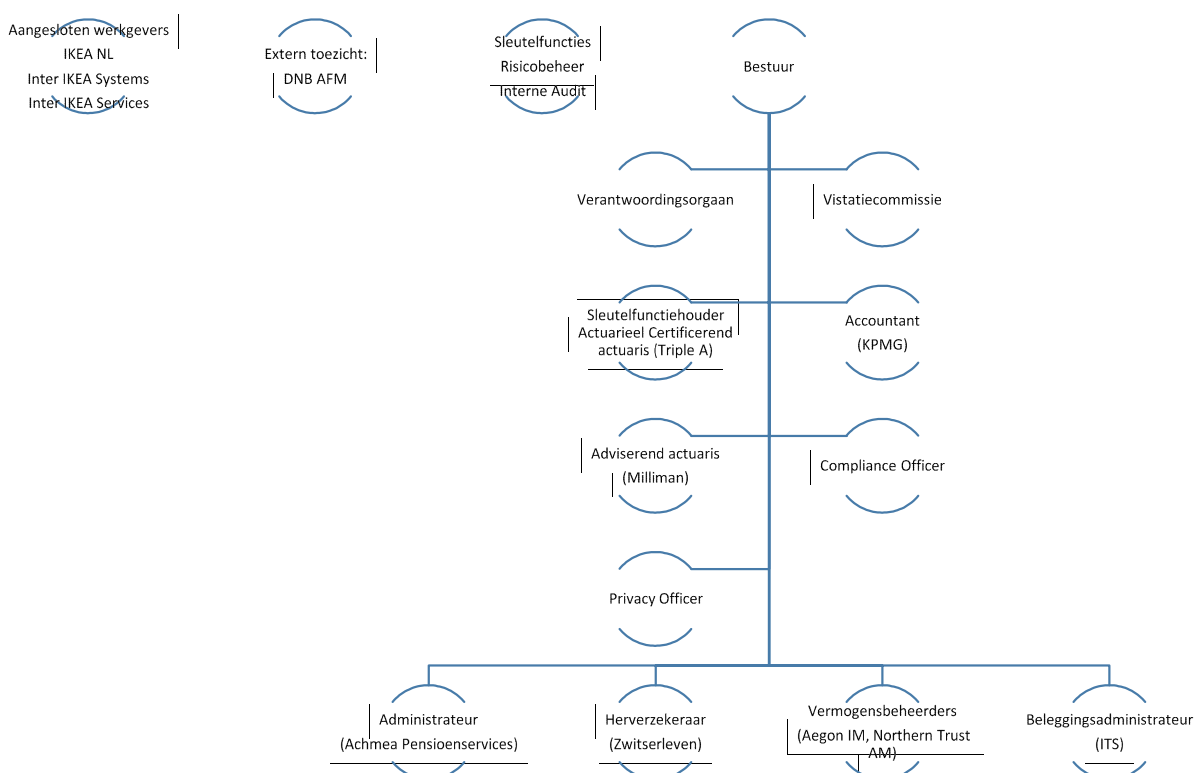 Aangesloten werkgevers
IKEA NL
Inter IKEA Systems
Inter IKEA Services
Extern toezicht:
DNB AFM
Sleutelfuncties
Risicobeheer
Interne Audit
Bestuur
Verantwoordingsorgaan
Vistatiecommissie
Sleutelfunctiehouder
Actuarieel Certificerend
actuaris (Triple A)
Accountant
(KPMG)
Adviserend actuaris
(Milliman)
Compliance Officer
Privacy Officer
Administrateur
(Achmea Pensioenservices)
Herverzekeraar
(Zwitserleven)
Vermogensbeheerders
(Aegon IM, Northern Trust
AM)
Beleggingsadministrateur
(ITS)